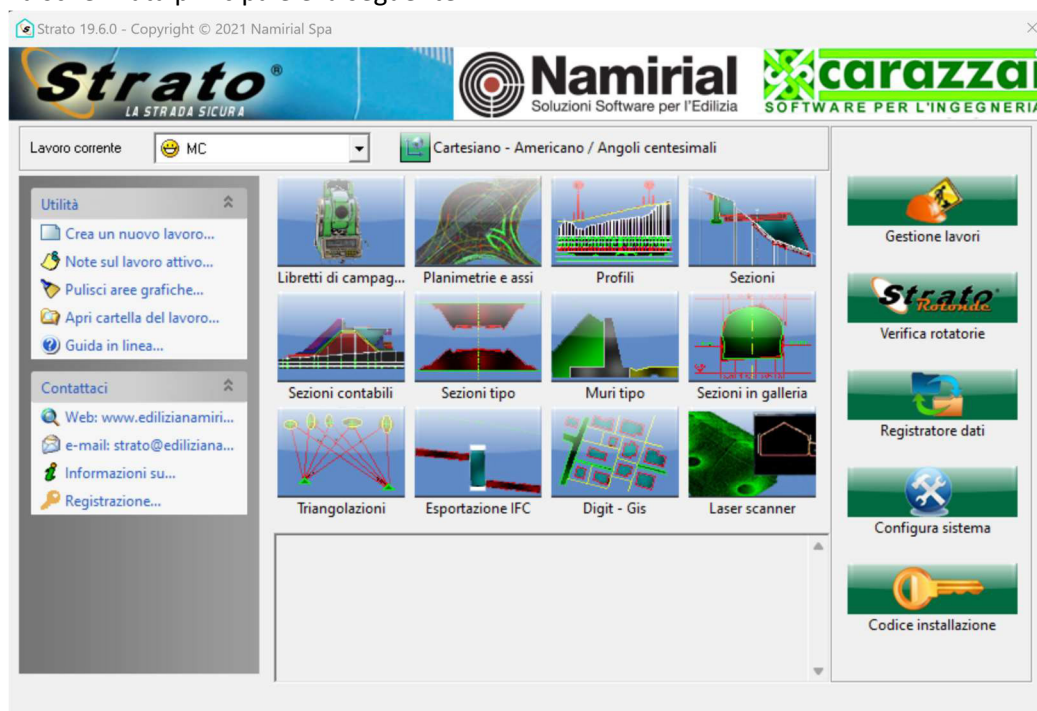 Strato 19.6.0 - Copyright © 2021 Namirial Spa
Strato®
LA STRADA SICURA
Namirial
Soluzioni Software per l'Edilizia
carazza
SOFTWARE PER L'INGEGNERIA
Lavoro corrente
MC
Cartesiano - Americano / Angoli centesimali
Utilità
Crea un nuovo lavoro...
Note sul lavoro attivo...
Pulisci aree grafiche...
Apri cartella del lavoro...
Guida in linea...
Contattaci
Web: www.edilizianamiri...
e-mail: strato@ediliziana...
Informazioni su...
Registrazione...
Libretti di campag...
Planimetrie e assi
Profili
Sezioni
Sezioni contabili
Sezioni tipo
Muri tipo
Sezioni in galleria
Triangolazioni
Esportazione IFC
Digit - Gis
Laser scanner
Gestione lavori
Strato
Rotonde
Verifica rotatorie
Registratore dati
Configura sistema
Codice installazione